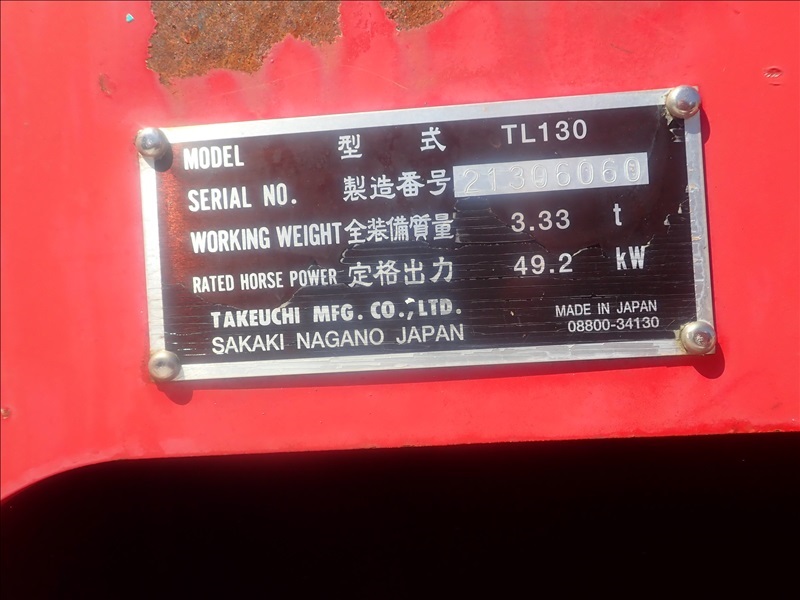 MODEL 型式 TL130
SERIAL NO. 製造番号 21306060
WORKING WEIGHT 全装備質量 3.33 t
RATED HORSE POWER 定格出力 49.2 kW
TAKEUCHI MFG. CO.,LTD.
SAKAKI NAGANO JAPAN
MADE IN JAPAN
08800-34130